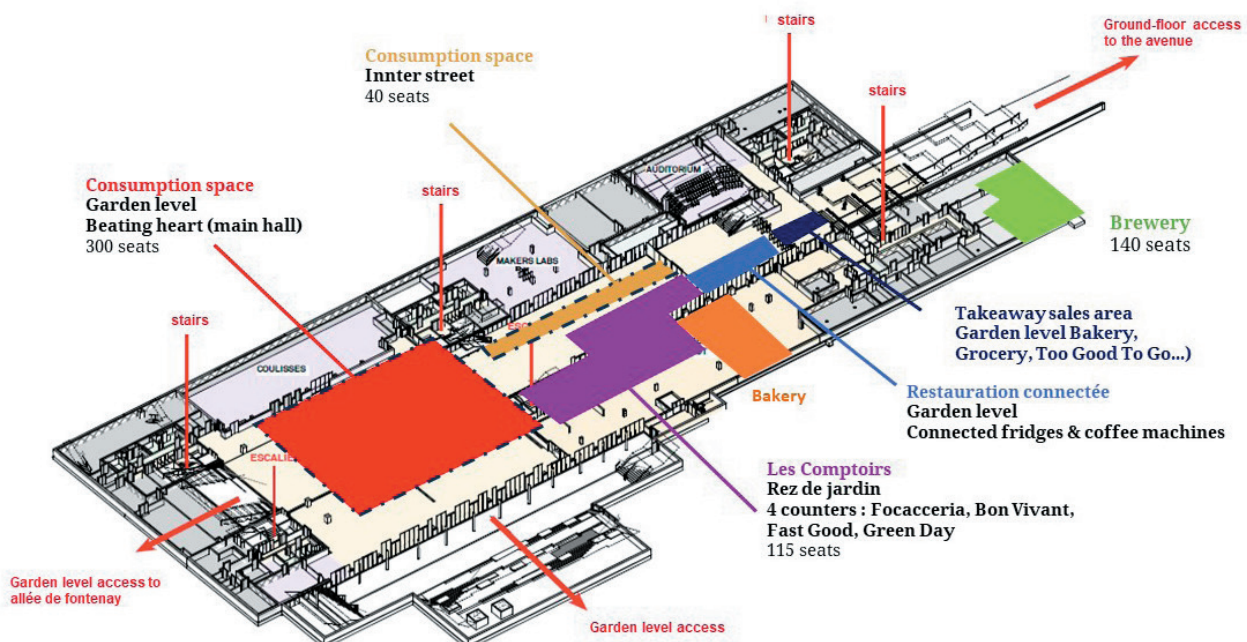 stairs
Ground-floor access
to the avenue
Consumption space
Innter street
40 seats
stairs
AUDITORIUM
Consumption space
Garden level
Beating heart (main hall)
300 seats
stairs
Brewery
140 seats
MAKERS LABS
stairs
COULISSES
Takeaway sales area
Garden level Bakery,
Grocery, Too Good To Go...)
Bakery
Restauration connectée
Garden level
Connected fridges & coffee machines
Les Comptoirs
Rez de jardin
4 counters : Focacceria, Bon Vivant,
Fast Good, Green Day
115 seats
Garden level access to
allée de fontenay
Garden level access